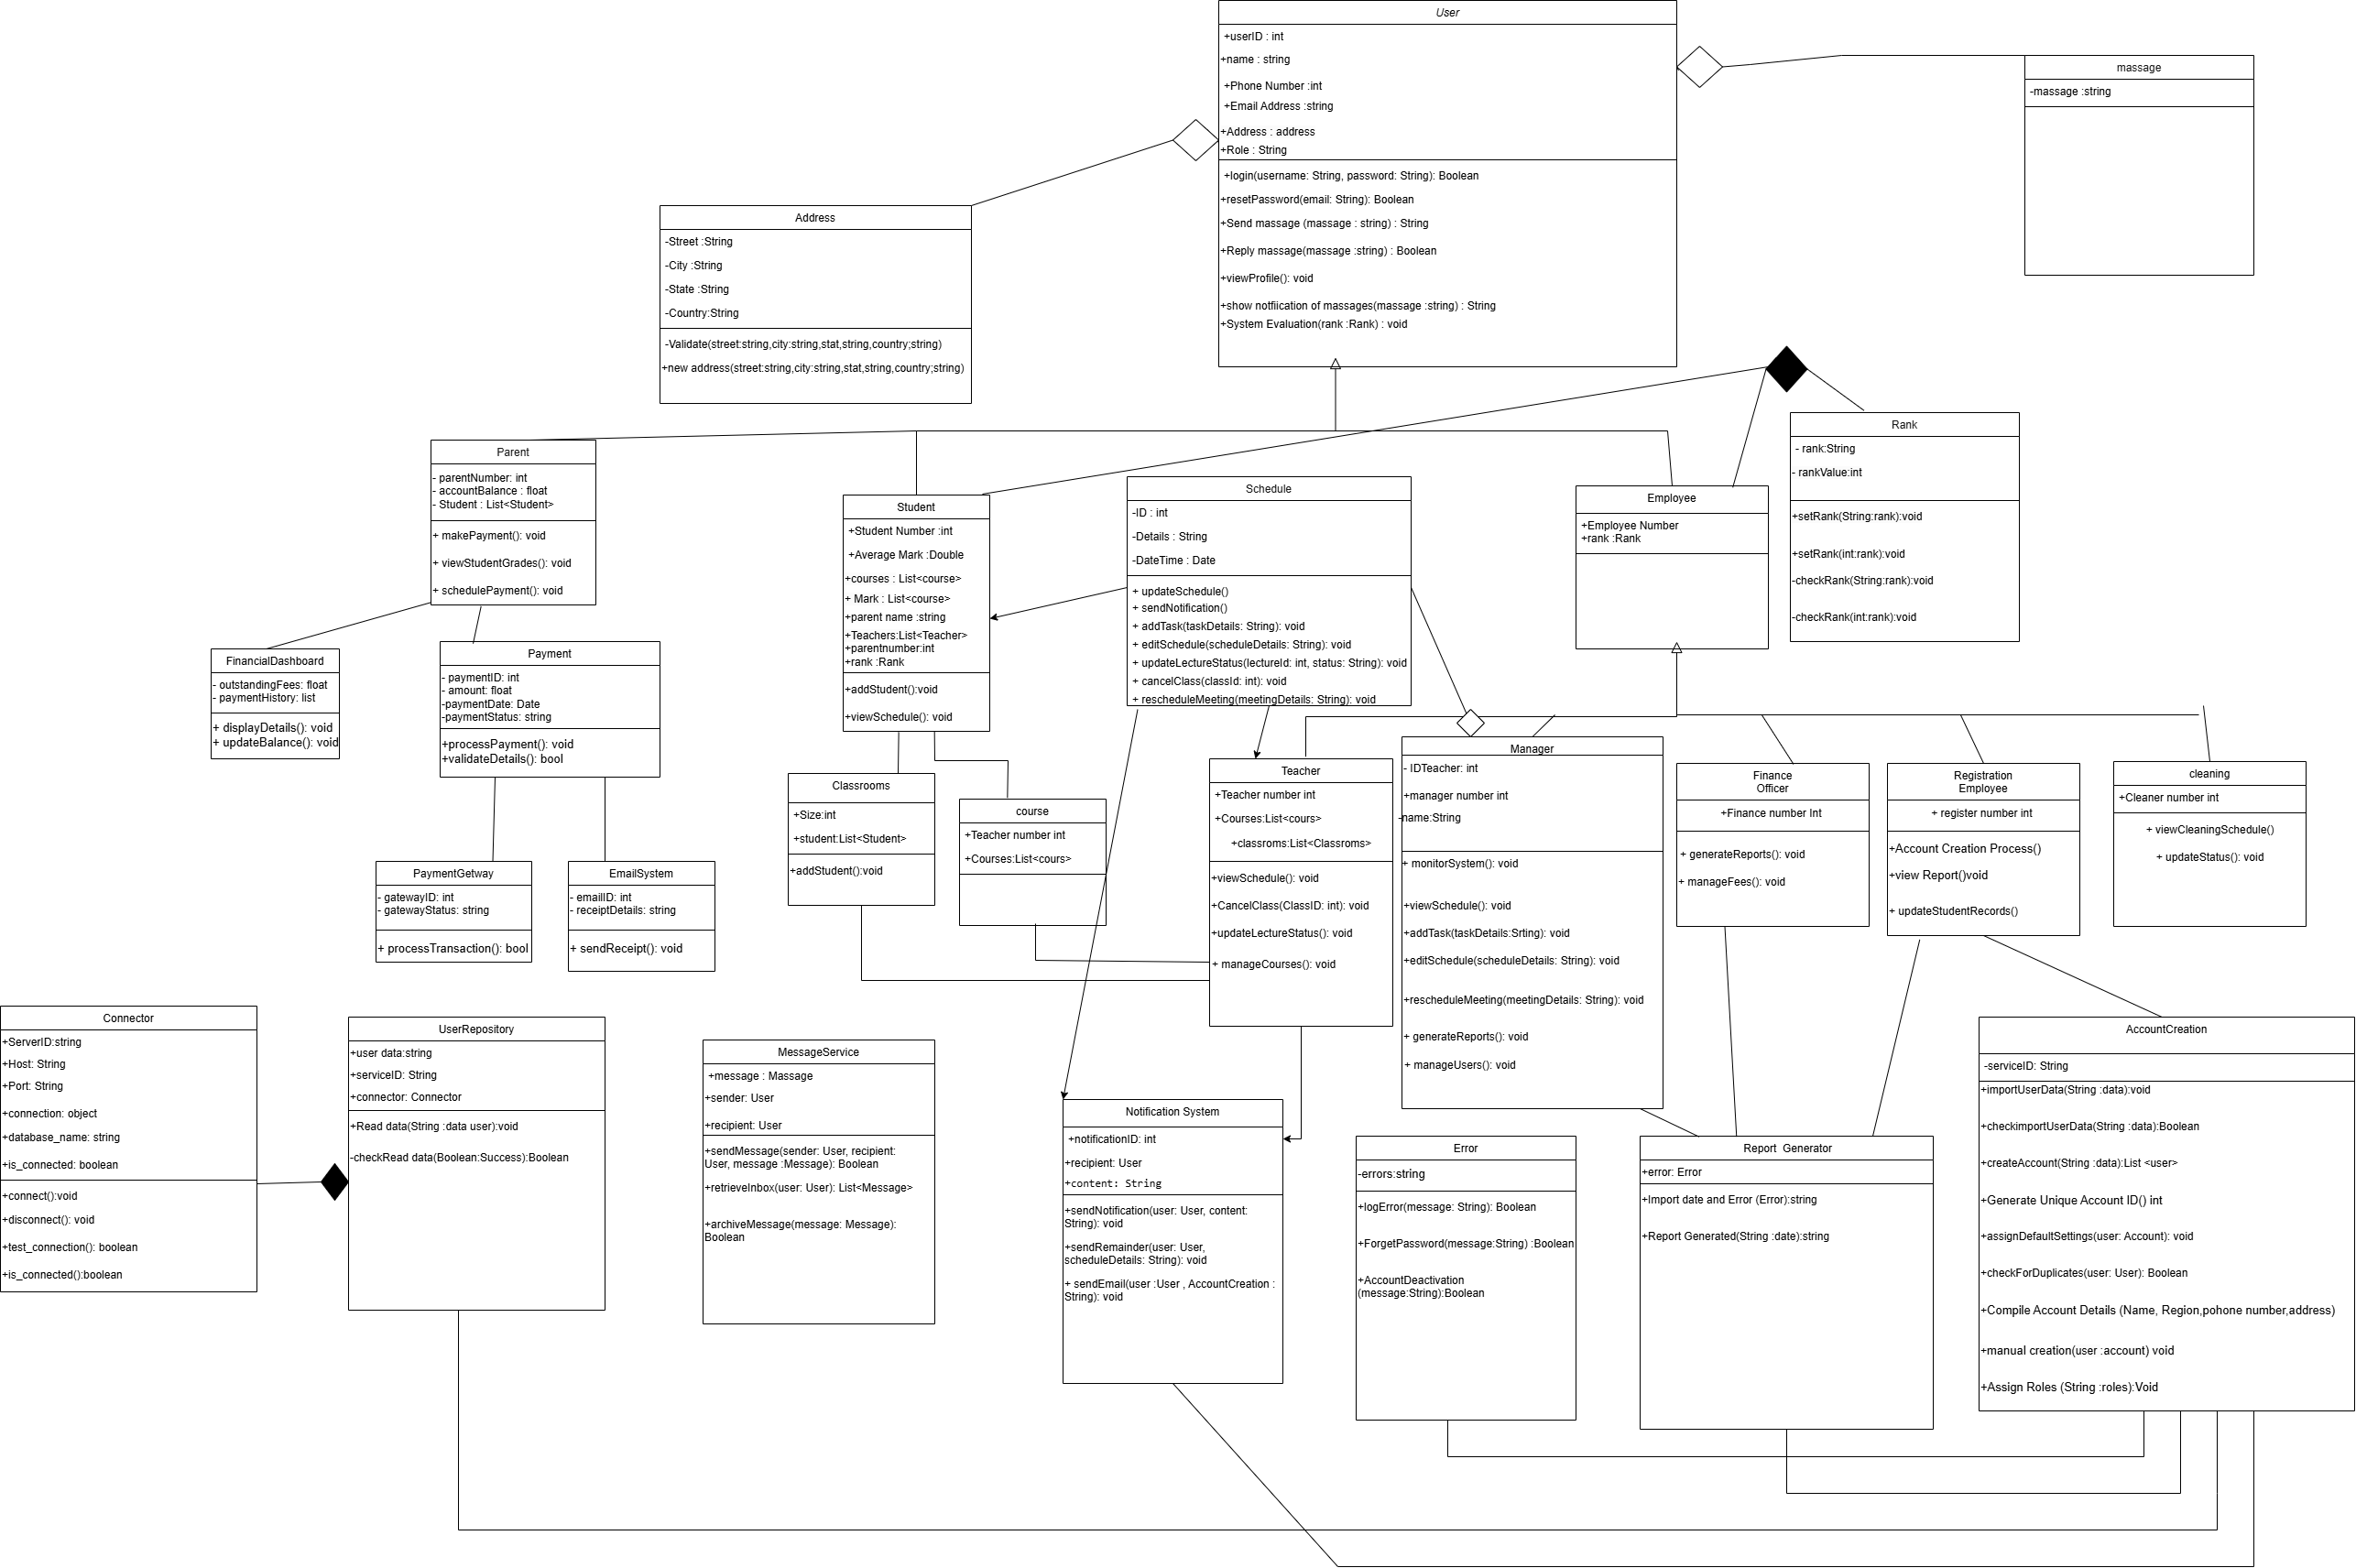 User
+userID : int
+name : string
+Phone Number :int
+Email Address :string
+Address : address
+Role : String
+login(username: String, password: String): Boolean
+resetPassword(email: String): Boolean
+Send massage (massage : string) : String
+Reply massage(massage :string) : Boolean
+viewProfile(): void
+show notfiication of massages(massage :string) : String
+System Evaluation(rank :Rank) : void
massage
-massage :string
Address
-Street :String
-City :String
-State :String
-Country:String
-Validate(street:string,city:string,stat,string,country;string)
+new address(street:string,city:string,stat,string,country;string)
Rank
- rank:String
- rankValue:int
+setRank(String:rank):void
+setRank(int:rank):void
-checkRank(String:rank):void
-checkRank(int:rank):void
Parent
- parentNumber: int
- accountBalance : float
- Student : List<Student>
+ makePayment(): void
+ viewStudentGrades(): void
+ schedulePayment(): void
Student
+Student Number :int
+Average Mark :Double
+courses : List<course>
+ Mark : List<course>
+parent name :string
+Teachers:List<Teacher>
+parentnumber:int
+rank :Rank
+addStudent():void
+viewSchedule(): void
Schedule
-ID : int
-Details : String
-DateTime : Date
+ updateSchedule()
+ sendNotification()
+ addTask(taskDetails: String): void
+ editSchedule(scheduleDetails: String): void
+ updateLectureStatus(lectureId: int, status: String): void
+ cancelClass(classId: int): void
+ rescheduleMeeting(meetingDetails: String): void
Employee
+Employee Number
+rank :Rank
FinancialDashboard
- outstandingFees: float
- paymentHistory: list
+ displayDetails(): void
+ updateBalance(): void
Payment
- paymentID: int
- amount: float
-paymentDate: Date
-paymentStatus: string
+processPayment(): void
+validateDetails(): bool
Classrooms
+Size:int
+student:List<Student>
+addStudent():void
course
+Teacher number int
+Courses:List<cours>
Teacher
+Teacher number int
+Courses:List<cours>
+classroms:List<Classroms>
+viewSchedule(): void
+CancelClass(ClassID: int): void
+updateLectureStatus(): void
+ manageCourses(): void
Manager
- IDTeacher: int
+manager number int
-name:String
+ monitorSystem(): void
+viewSchedule(): void
+addTask(taskDetails:Srting): void
+editSchedule(scheduleDetails: String): void
+rescheduleMeeting(meetingDetails: String): void
+ generateReports(): void
+ manageUsers(): void
Finance
Officer
+Finance number Int
+ generateReports(): void
+ manageFees(): void
Registration
Employee
+ register number int
+Account Creation Process()
+view Report()void
+ updateStudentRecords()
cleaning
+Cleaner number int
+ viewCleaningSchedule()
+ updateStatus(): void
PaymentGetway
- gatewayID: int
- gatewayStatus: string
+ processTransaction(): bool
EmailSystem
- emailID: int
- receiptDetails: string
+ sendReceipt(): void
Connector
+ServerID:string
+Host: String
+Port: String
+connection: object
+database_name: string
+is_connected: boolean
+connect():void
+disconnect(): void
+test_connection(): boolean
+is_connected():boolean
UserRepository
+user data:string
+serviceID: String
+connector: Connector
+Read data(String :data user):void
-checkRead data(Boolean:Success):Boolean
MessageService
+message : Massage
+sender: User
+recipient: User
+sendMessage(sender: User, recipient:
User, message :Message): Boolean
+retrieveInbox(user: User): List<Message>
+archiveMessage(message: Message):
Boolean
Notification System
+notificationID: int
+recipient: User
+content: String
+sendNotification(user: User, content:
String): void
+sendRemainder(user: User,
scheduleDetails: String): void
+ sendEmail(user :User , AccountCreation :
String): void
Error
-errors:string
+logError(message: String): Boolean
+ForgetPassword(message:String) :Boolean
+AccountDeactivation
(message:String):Boolean
Report Generator
+error: Error
+Import date and Error (Error):string
+Report Generated(String :date):string
AccountCreation
-serviceID: String
+importUserData(String :data):void
+checkimportUserData(String :data):Boolean
+createAccount(String :data):List <user>
+Generate Unique Account ID() int
+assignDefaultSettings(user: Account): void
+checkForDuplicates(user: User): Boolean
+Compile Account Details (Name, Region,pohone number,address)
+manual creation(user :account) void
+Assign Roles (String :roles):Void